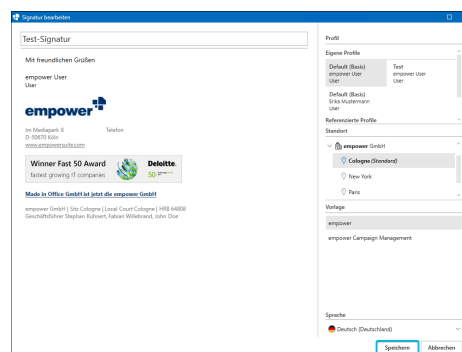 Signatur bearbeiten
Test-Signatur
Mit freundlichen Grüßen
empower User
User
empower
Im Mediapark 8 Telefon
D-50670 Köln
www.empowersuite.com
Winner Fast 50 Award
fastest growing IT companies
Deloitte.
50
Made in Office GmbH ist jetzt die empower GmbH
empower GmbH | Sitz Cologne | Local Court Cologne | HRB 64808
Geschäftsführer Stephan Kuhnert, Fabian Willebrand, John Doe
Profil
Eigene Profile
Default (Basis) Test
empower User empower User
User User
Default (Basis)
Erika Mustermann
User
Referenzierte Profile
Standort
empower GmbH
Cologne (Standard)
New York
Paris
Vorlage
empower
empower Campaign Management
Sprache
Deutsch (Deutschland)
Speichern Abbrechen